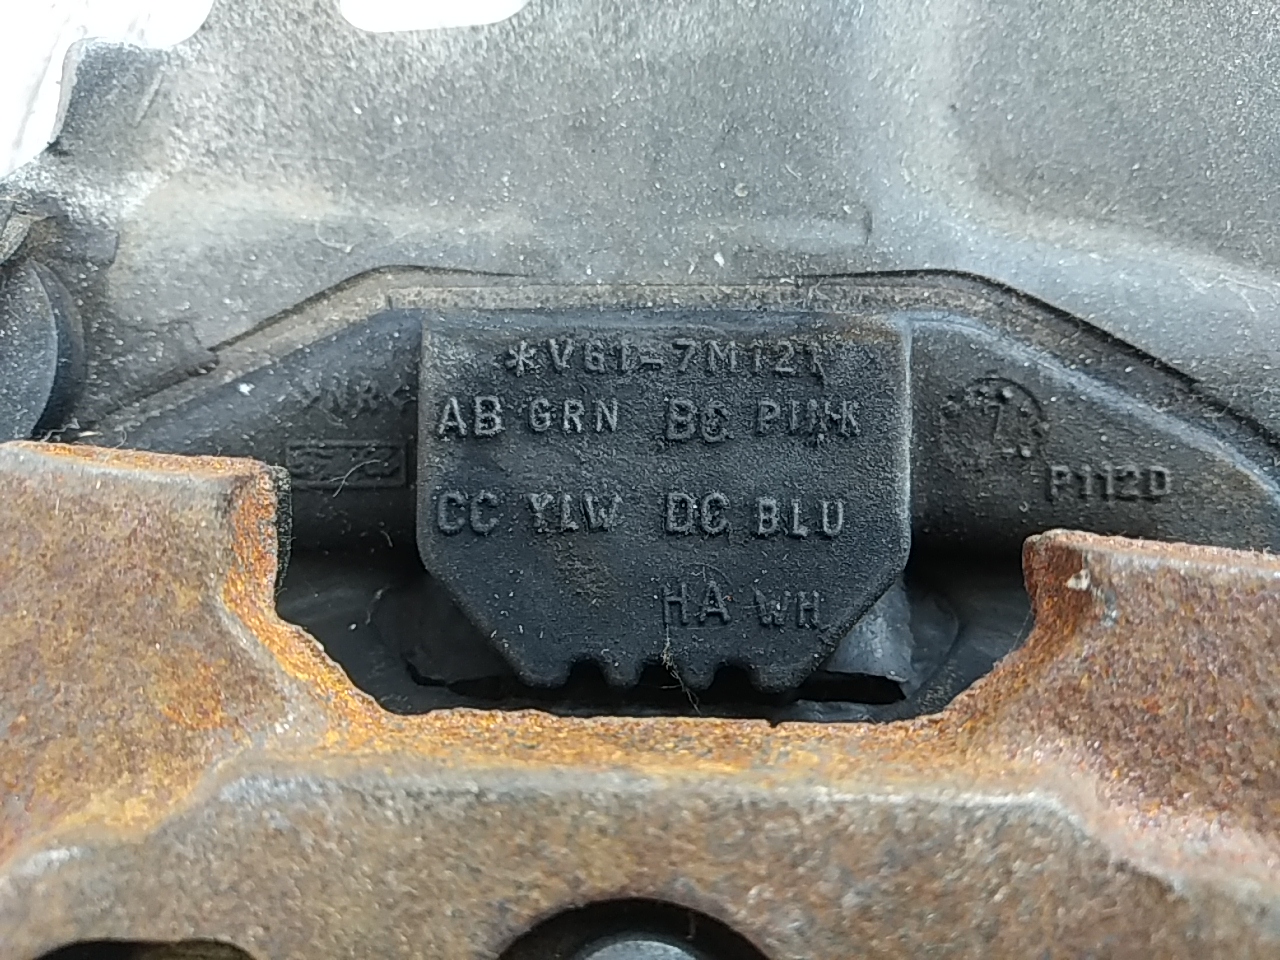 *VG1-7M121
AB GRN BC PINK
CC YLW DC BLU
HA WH
P112D